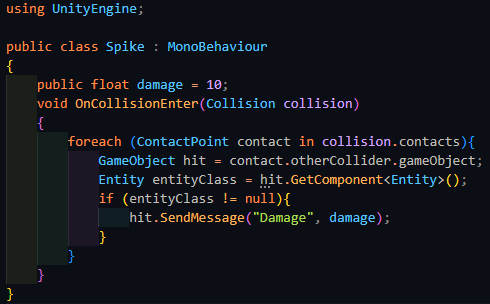 using UnityEngine;

public class Spike : MonoBehaviour
{
    public float damage = 10;
    void OnCollisionEnter(Collision collision)
    {
        foreach (ContactPoint contact in collision.contacts){
            GameObject hit = contact.otherCollider.gameObject;
            Entity entityClass = hit.GetComponent<Entity>();
            if (entityClass != null){
                hit.SendMessage("Damage", damage);
            }
        }
    }
}